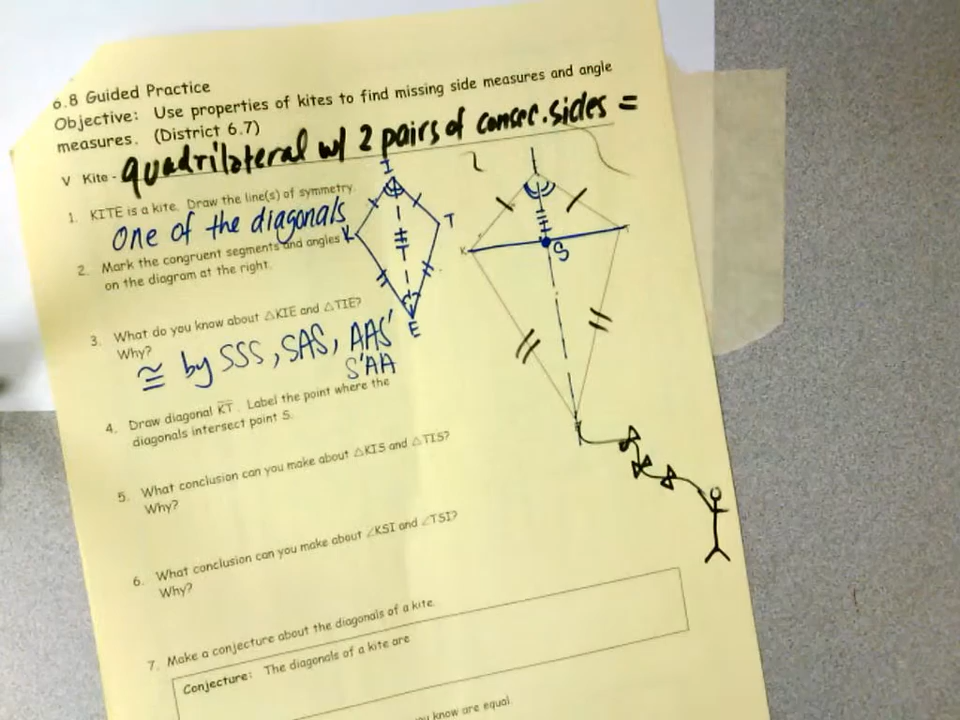 6.8 Guided Practice
Objective: Use properties of kites to find missing side measures and angle
measures. (District 6.7)
V Kite - quadrilateral w/ 2 pairs of consec. sides =
1. KITE is a kite. Draw the line(s) of symmetry.
One of the diagonals
2. Mark the congruent segments and angles
on the diagram at the right.
I
K
T
E
K
S
3. What do you know about △KIE and △TIE?
Why?
≅ by SSS, SAS, AAS'
S'AA
4. Draw diagonal KT. Label the point where the
diagonals intersect point S.
5. What conclusion can you make about △KIS and △TIS?
Why?
6. What conclusion can you make about ∠KSI and ∠TSI?
Why?
7. Make a conjecture about the diagonals of a kite.
Conjecture: The diagonals of a kite are
know are equal.